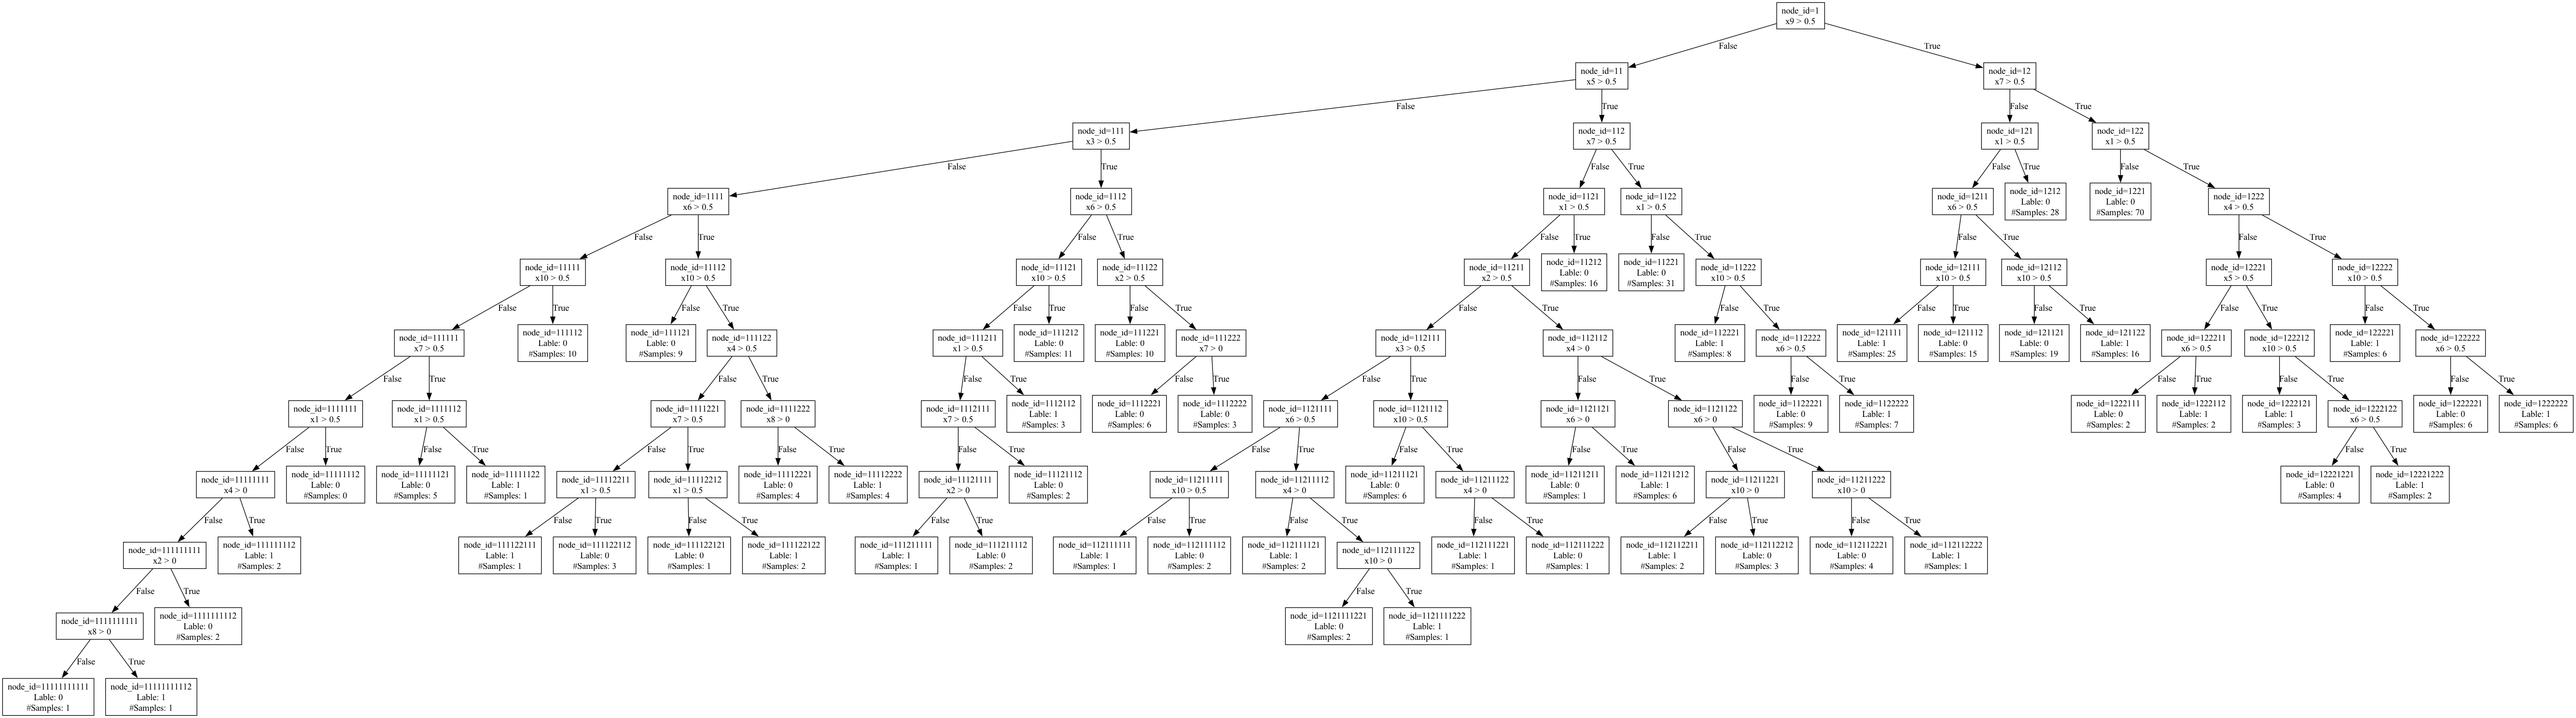 node_id=1
x9 > 0.5
False
True
node_id=11
x5 > 0.5
node_id=12
x7 > 0.5
False
True
False
True
node_id=111
x3 > 0.5
node_id=112
x7 > 0.5
node_id=121
x1 > 0.5
node_id=122
x1 > 0.5
False
True
False
True
False
True
False
True
node_id=1111
x6 > 0.5
node_id=1112
x6 > 0.5
node_id=1121
x1 > 0.5
node_id=1122
x1 > 0.5
node_id=1211
x6 > 0.5
node_id=1212
Lable: 0
#Samples: 28
node_id=1221
Lable: 0
#Samples: 70
node_id=1222
x4 > 0.5
False
True
False
True
False
True
False
True
False
True
False
True
node_id=11111
x10 > 0.5
node_id=11112
x10 > 0.5
node_id=11121
x10 > 0.5
node_id=11122
x2 > 0.5
node_id=11211
x2 > 0.5
node_id=11212
Lable: 0
#Samples: 16
node_id=11221
Lable: 0
#Samples: 31
node_id=11222
x10 > 0.5
node_id=12111
x10 > 0.5
node_id=12112
x10 > 0.5
node_id=12221
x5 > 0.5
node_id=12222
x10 > 0.5
False
True
False
True
False
True
False
True
False
True
False
True
False
True
False
True
False
True
False
True
node_id=111111
x7 > 0.5
node_id=111112
Lable: 0
#Samples: 10
node_id=111121
Lable: 0
#Samples: 9
node_id=111122
x4 > 0.5
node_id=111211
x1 > 0.5
node_id=111212
Lable: 0
#Samples: 11
node_id=111221
Lable: 0
#Samples: 10
node_id=111222
x7 > 0
node_id=112111
x3 > 0.5
node_id=112112
x4 > 0
node_id=112221
Lable: 1
#Samples: 8
node_id=112222
x6 > 0.5
node_id=121111
Lable: 1
#Samples: 25
node_id=121112
Lable: 0
#Samples: 15
node_id=121121
Lable: 0
#Samples: 19
node_id=121122
Lable: 1
#Samples: 16
node_id=122211
x6 > 0.5
node_id=122212
x10 > 0.5
node_id=122221
Lable: 1
#Samples: 6
node_id=122222
x6 > 0.5
False
True
False
True
False
True
False
True
False
True
False
True
False
True
False
True
False
True
False
True
node_id=1111111
x1 > 0.5
node_id=1111112
x1 > 0.5
node_id=1111221
x7 > 0.5
node_id=1111222
x8 > 0
node_id=1112111
x7 > 0.5
node_id=1112112
Lable: 1
#Samples: 3
node_id=1112221
Lable: 0
#Samples: 6
node_id=1112222
Lable: 0
#Samples: 3
node_id=1121111
x6 > 0.5
node_id=1121112
x10 > 0.5
node_id=1121121
x6 > 0
node_id=1121122
x6 > 0
node_id=1122221
Lable: 0
#Samples: 9
node_id=1122222
Lable: 1
#Samples: 7
node_id=1222111
Lable: 0
#Samples: 2
node_id=1222112
Lable: 1
#Samples: 2
node_id=1222121
Lable: 1
#Samples: 3
node_id=1222122
x6 > 0.5
node_id=1222221
Lable: 0
#Samples: 6
node_id=1222222
Lable: 1
#Samples: 6
False
True
False
True
False
True
False
True
False
True
False
True
False
True
False
True
False
True
False
True
node_id=11111111
x4 > 0
node_id=11111112
Lable: 0
#Samples: 0
node_id=11111121
Lable: 0
#Samples: 5
node_id=11111122
Lable: 1
#Samples: 1
node_id=11112211
x1 > 0.5
node_id=11112212
x1 > 0.5
node_id=11112221
Lable: 0
#Samples: 4
node_id=11112222
Lable: 1
#Samples: 4
node_id=11121111
x2 > 0
node_id=11121112
Lable: 0
#Samples: 2
node_id=11211111
x10 > 0.5
node_id=11211112
x4 > 0
node_id=11211121
Lable: 0
#Samples: 6
node_id=11211122
x4 > 0
node_id=11211211
Lable: 0
#Samples: 1
node_id=11211212
Lable: 1
#Samples: 6
node_id=11211221
x10 > 0
node_id=11211222
x10 > 0
node_id=12221221
Lable: 0
#Samples: 4
node_id=12221222
Lable: 1
#Samples: 2
False
True
False
True
False
True
False
True
False
True
False
True
False
True
False
True
False
True
node_id=111111111
x2 > 0
node_id=111111112
Lable: 1
#Samples: 2
node_id=111122111
Lable: 1
#Samples: 1
node_id=111122112
Lable: 0
#Samples: 3
node_id=111122121
Lable: 0
#Samples: 1
node_id=111122122
Lable: 1
#Samples: 2
node_id=111211111
Lable: 1
#Samples: 1
node_id=111211112
Lable: 0
#Samples: 2
node_id=112111111
Lable: 1
#Samples: 1
node_id=112111112
Lable: 0
#Samples: 2
node_id=112111121
Lable: 1
#Samples: 2
node_id=112111122
x10 > 0
node_id=112111221
Lable: 1
#Samples: 1
node_id=112111222
Lable: 0
#Samples: 1
node_id=112112211
Lable: 1
#Samples: 2
node_id=112112212
Lable: 0
#Samples: 3
node_id=112112221
Lable: 0
#Samples: 4
node_id=112112222
Lable: 1
#Samples: 1
False
True
False
True
node_id=1111111111
x8 > 0
node_id=1111111112
Lable: 0
#Samples: 2
node_id=1121111221
Lable: 0
#Samples: 2
node_id=1121111222
Lable: 1
#Samples: 1
False
True
node_id=11111111111
Lable: 0
#Samples: 1
node_id=11111111112
Lable: 1
#Samples: 1